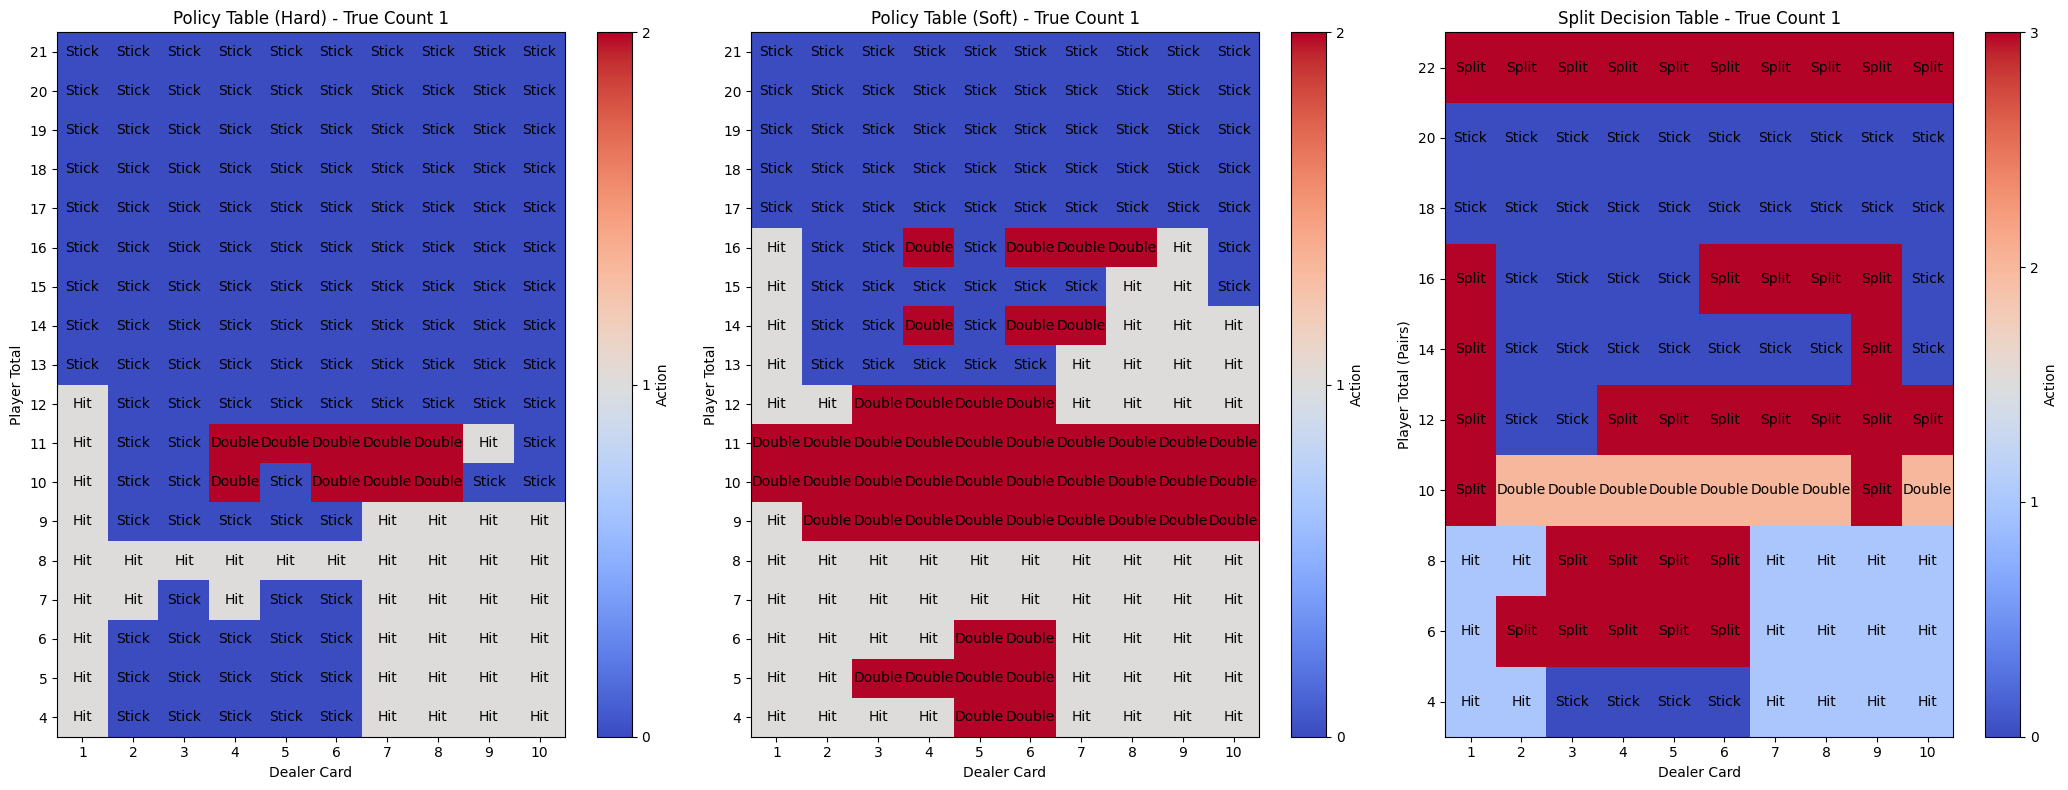 Policy Table (Hard) - True Count 1
21 Stick Stick Stick Stick Stick Stick Stick Stick Stick Stick
20 Stick Stick Stick Stick Stick Stick Stick Stick Stick Stick
19 Stick Stick Stick Stick Stick Stick Stick Stick Stick Stick
18 Stick Stick Stick Stick Stick Stick Stick Stick Stick Stick
17 Stick Stick Stick Stick Stick Stick Stick Stick Stick Stick
16 Stick Stick Stick Stick Stick Stick Stick Stick Stick Stick
15 Stick Stick Stick Stick Stick Stick Stick Stick Stick Stick
14 Stick Stick Stick Stick Stick Stick Stick Stick Stick Stick
13 Stick Stick Stick Stick Stick Stick Stick Stick Stick Stick
12 Hit Stick Stick Stick Stick Stick Stick Stick Stick Stick
11 Hit Stick Stick Double Double Double Double Double Hit Stick
10 Hit Stick Stick Double Stick Double Double Double Stick Stick
9 Hit Stick Stick Stick Stick Stick Hit Hit Hit Hit
8 Hit Hit Hit Hit Hit Hit Hit Hit Hit Hit
7 Hit Hit Stick Hit Stick Stick Hit Hit Hit Hit
6 Hit Stick Stick Stick Stick Stick Hit Hit Hit Hit
5 Hit Stick Stick Stick Stick Stick Hit Hit Hit Hit
4 Hit Stick Stick Stick Stick Stick Hit Hit Hit Hit
1 2 3 4 5 6 7 8 9 10
Dealer Card
Player Total
2
1
0
Action
Policy Table (Soft) - True Count 1
21 Stick Stick Stick Stick Stick Stick Stick Stick Stick Stick
20 Stick Stick Stick Stick Stick Stick Stick Stick Stick Stick
19 Stick Stick Stick Stick Stick Stick Stick Stick Stick Stick
18 Stick Stick Stick Stick Stick Stick Stick Stick Stick Stick
17 Stick Stick Stick Stick Stick Stick Stick Stick Stick Stick
16 Hit Stick Stick Double Stick Double Double Double Hit Stick
15 Hit Stick Stick Stick Stick Stick Stick Hit Hit Stick
14 Hit Stick Stick Double Stick Double Double Hit Hit Hit
13 Hit Stick Stick Stick Stick Stick Hit Hit Hit Hit
12 Hit Hit Double Double Double Double Hit Hit Hit Hit
11 Double Double Double Double Double Double Double Double Double Double
10 Double Double Double Double Double Double Double Double Double Double
9 Hit Double Double Double Double Double Double Double Double Double
8 Hit Hit Hit Hit Hit Hit Hit Hit Hit Hit
7 Hit Hit Hit Hit Hit Hit Hit Hit Hit Hit
6 Hit Hit Hit Hit Double Double Hit Hit Hit Hit
5 Hit Hit Double Double Double Double Hit Hit Hit Hit
4 Hit Hit Hit Hit Double Double Hit Hit Hit Hit
1 2 3 4 5 6 7 8 9 10
Dealer Card
Player Total
2
1
0
Action
Split Decision Table - True Count 1
22 Split Split Split Split Split Split Split Split Split Split
20 Stick Stick Stick Stick Stick Stick Stick Stick Stick Stick
18 Stick Stick Stick Stick Stick Stick Stick Stick Stick Stick
16 Split Stick Stick Stick Stick Split Split Split Split Stick
14 Split Stick Stick Stick Stick Stick Stick Stick Split Stick
12 Split Stick Stick Split Split Split Split Split Split Split
10 Split Double Double Double Double Double Double Double Split Double
8 Hit Hit Split Split Split Split Hit Hit Hit Hit
6 Hit Split Split Split Split Split Hit Hit Hit Hit
4 Hit Hit Stick Stick Stick Stick Hit Hit Hit Hit
1 2 3 4 5 6 7 8 9 10
Dealer Card
Player Total (Pairs)
3
2
1
0
Action